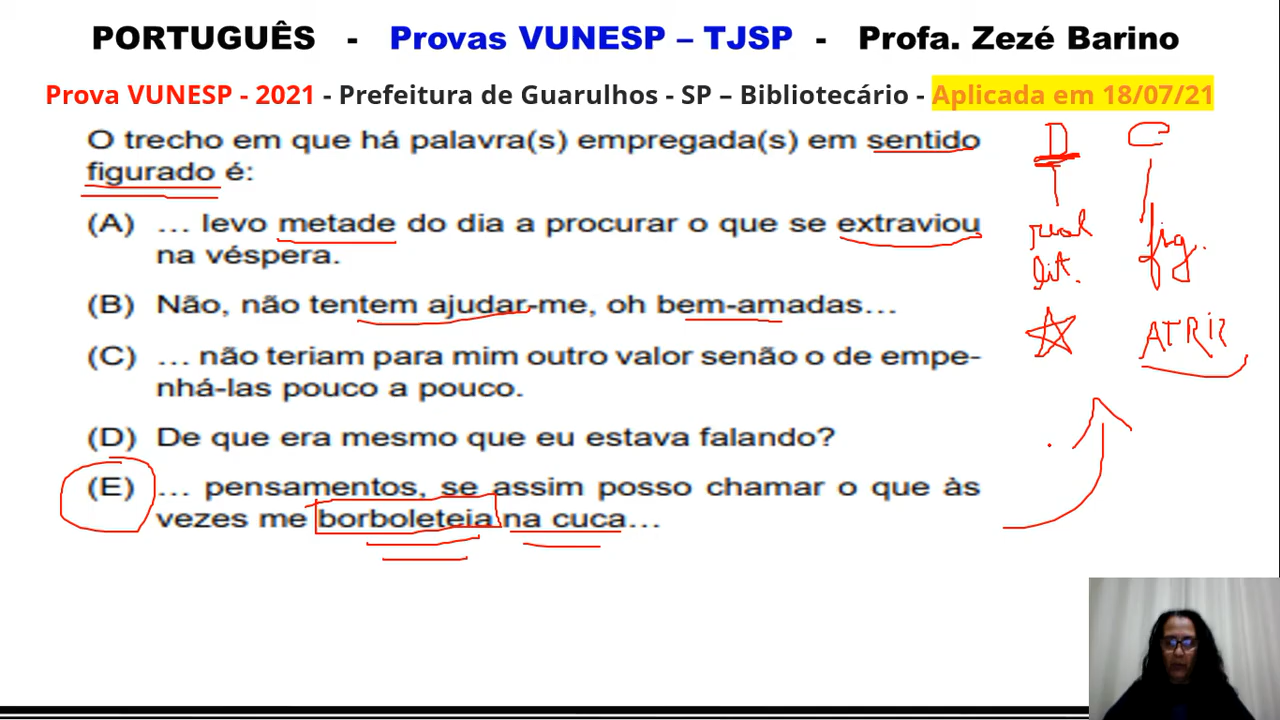 PORTUGUÊS - Provas VUNESP – TJSP - Profa. Zezé Barino
Prova VUNESP - 2021 - Prefeitura de Guarulhos - SP – Bibliotecário - Aplicada em 18/07/21
O trecho em que há palavra(s) empregada(s) em sentido
figurado é:
(A) … levo metade do dia a procurar o que se extraviou
na véspera.
(B) Não, não tentem ajudar-me, oh bem-amadas…
(C) … não teriam para mim outro valor senão o de empe-
nhá-las pouco a pouco.
(D) De que era mesmo que eu estava falando?
(E) … pensamentos, se assim posso chamar o que às
vezes me borboleteia na cuca…
D C
real fig.
lit.
ATRIZ